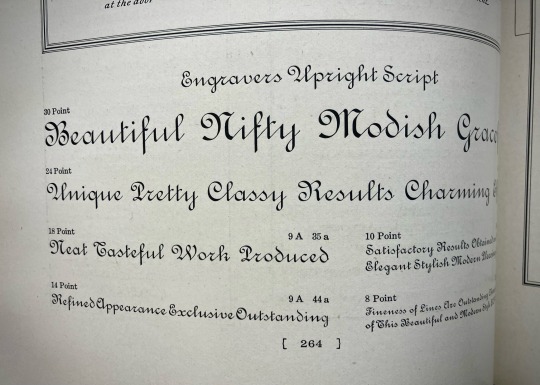 at the door
Engravers Upright Script
30 Point
Beautiful Nifty Modish
24 Point
Unique Pretty Classy Results Charming
18 Point 9 A 35 a
Neat Tasteful Work Produced
14 Point 9 A 44 a
Refined Appearance Exclusive Outstanding
10 Point
Satisfactory Results
Elegant Stylish Modern
8 Point
Fineness of Lines Are Outstanding
of This Beautiful and Modern
[ 264 ]